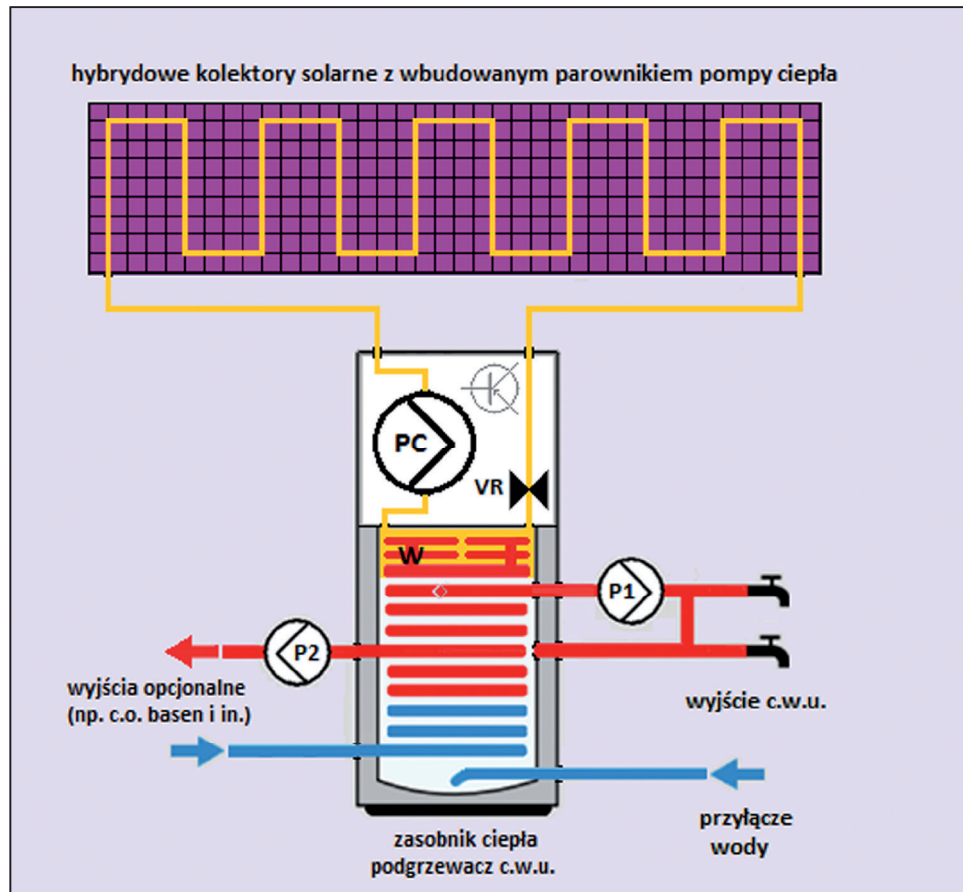 hybrydowe kolektory solarne z wbudowanym parownikiem pompy ciepła
PC
VR
W
P1
P2
wyjścia opcjonalne
(np. c.o. basen i in.)
wyjście c.w.u.
przyłącze
wody
zasobnik ciepła
podgrzewacz c.w.u.